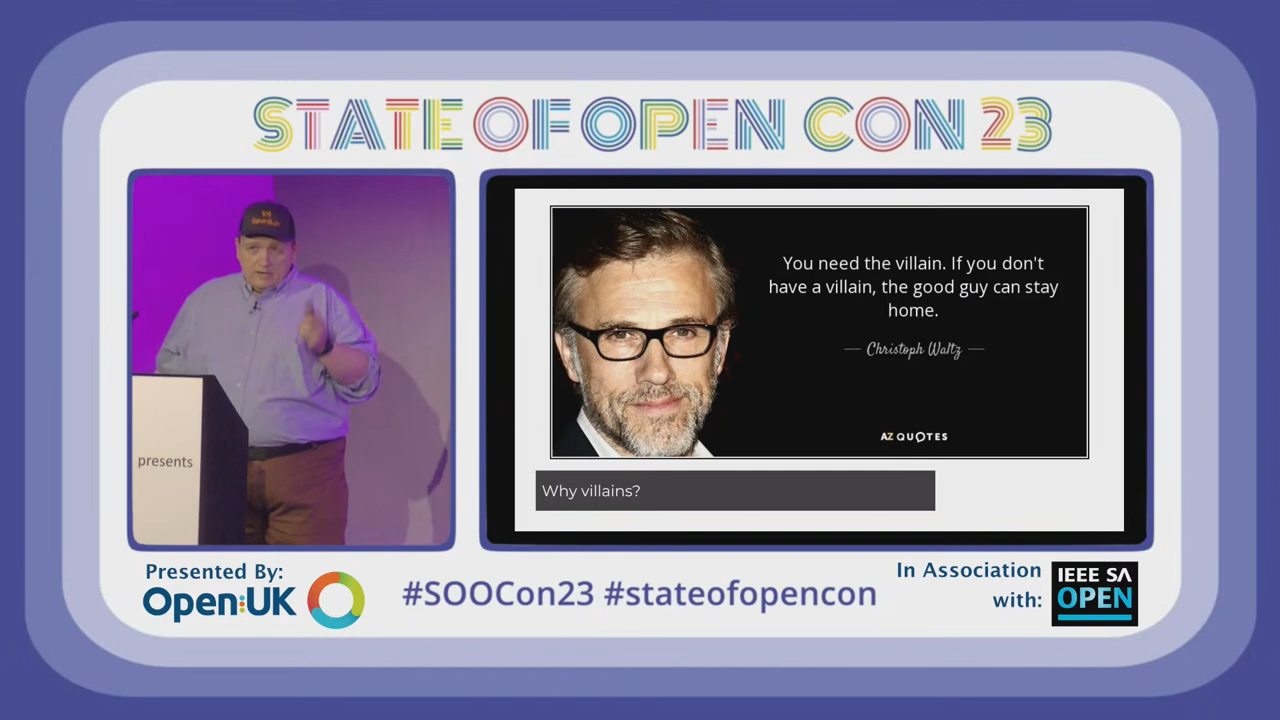 STATE OF OPEN CON 23
presents
You need the villain. If you don't
have a villain, the good guy can stay
home.
Christoph Waltz
AZ QUOTES
Why villains?
Presented By:
Open:UK
#SOOCon23 #stateofopencon
In Association
with:
IEEE SA
OPEN